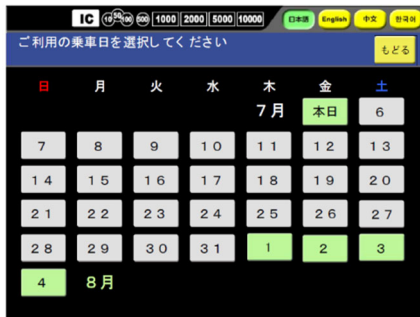 IC 10 50 100 500 1000 2000 5000 10000 日本語 English 中文 한국어
ご利用の乗車日を選択してください もどる
日 月 火 水 木 金 土
7月 本日 6
7 8 9 10 11 12 13
14 15 16 17 18 19 20
21 22 23 24 25 26 27
28 29 30 31 1 2 3
4 8月